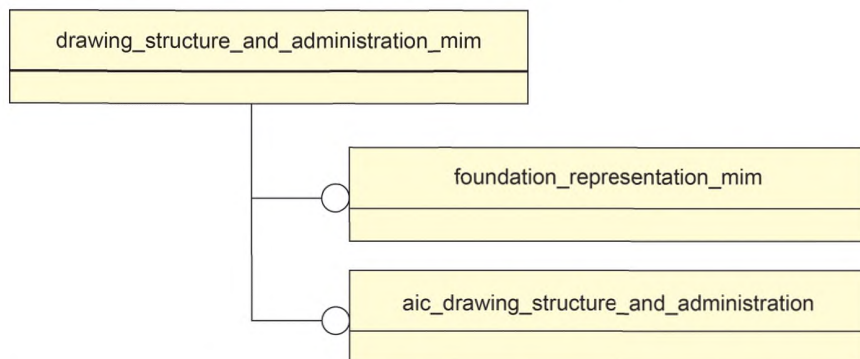 drawing_structure_and_administration_mim
foundation_representation_mim
aic_drawing_structure_and_administration